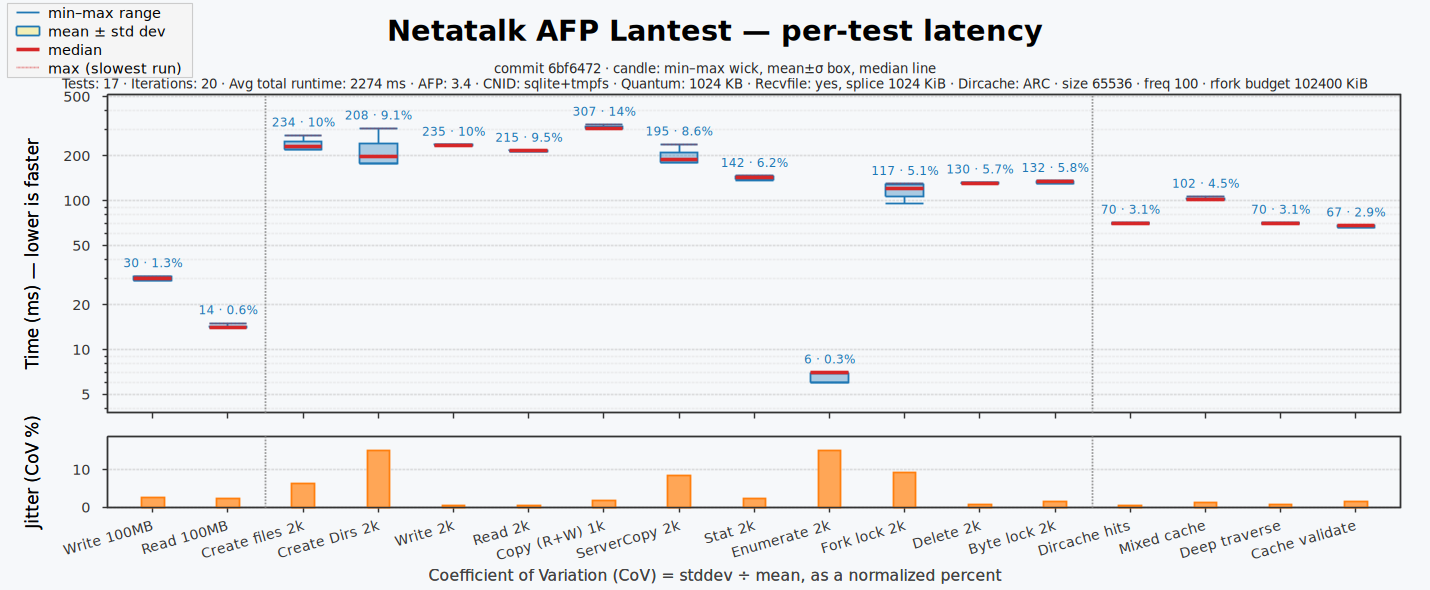 min–max range
mean ± std dev
median
max (slowest run)
Netatalk AFP Lantest — per-test latency
commit 6bf6472 · candle: min–max wick, mean±σ box, median line
Tests: 17 · Iterations: 20 · Avg total runtime: 2274 ms · AFP: 3.4 · CNID: sqlite+tmpfs · Quantum: 1024 KB · Recvfile: yes, splice 1024 KiB · Dircache: ARC · size 65536 · freq 100 · rfork budget 102400 KiB
Time (ms) — lower is faster
500
200
100
50
20
10
5
30 · 1.3%
14 · 0.6%
234 · 10%
208 · 9.1%
235 · 10%
215 · 9.5%
307 · 14%
195 · 8.6%
142 · 6.2%
6 · 0.3%
117 · 5.1%
130 · 5.7%
132 · 5.8%
70 · 3.1%
102 · 4.5%
70 · 3.1%
67 · 2.9%
Jitter (CoV %)
10
0
Write 100MB
Read 100MB
Create files 2k
Create Dirs 2k
Write 2k
Read 2k
Copy (R+W) 1k
ServerCopy 2k
Stat 2k
Enumerate 2k
Fork lock 2k
Delete 2k
Byte lock 2k
Dircache hits
Mixed cache
Deep traverse
Cache validate
Coefficient of Variation (CoV) = stddev ÷ mean, as a normalized percent